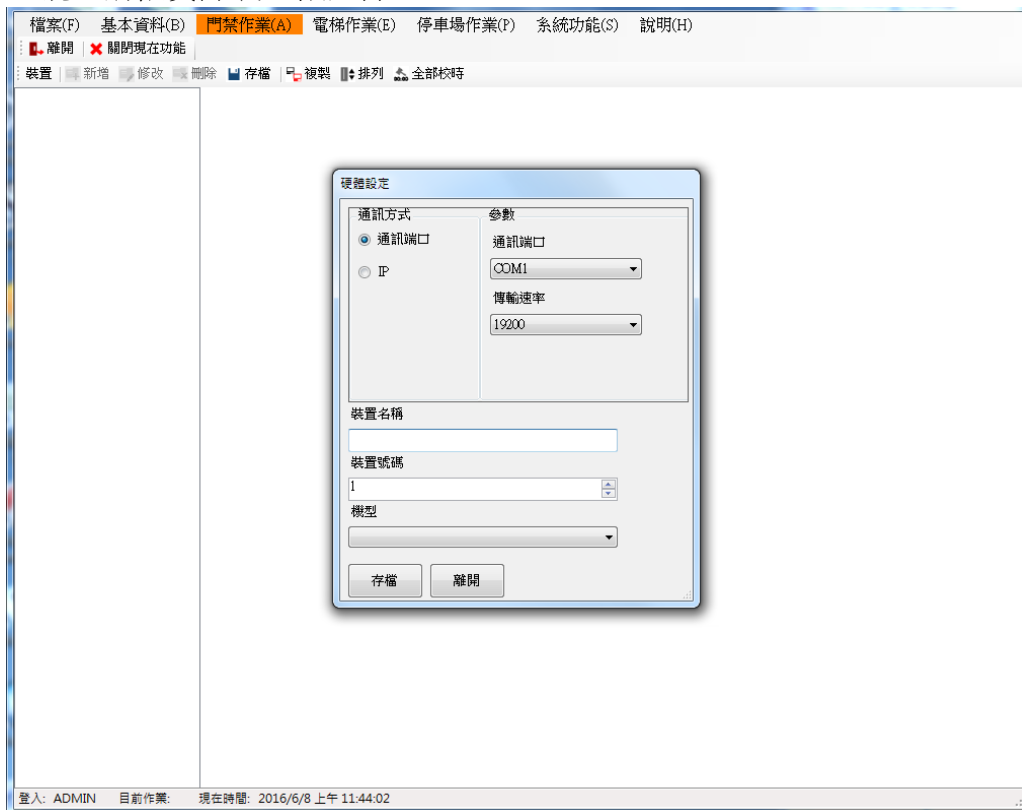 檔案(F) 基本資料(B) 門禁作業(A) 電梯作業(E) 停車場作業(P) 系統功能(S) 說明(H)
離開 關閉現在功能
裝置 新增 修改 刪除 存檔 複製 排列 全部校時
硬體設定
通訊方式
通訊端口
IP
參數
通訊端口
COM1
傳輸速率
19200
裝置名稱
裝置號碼
1
機型
存檔 離開
登入: ADMIN 目前作業: 現在時間: 2016/6/8 上午 11:44:02